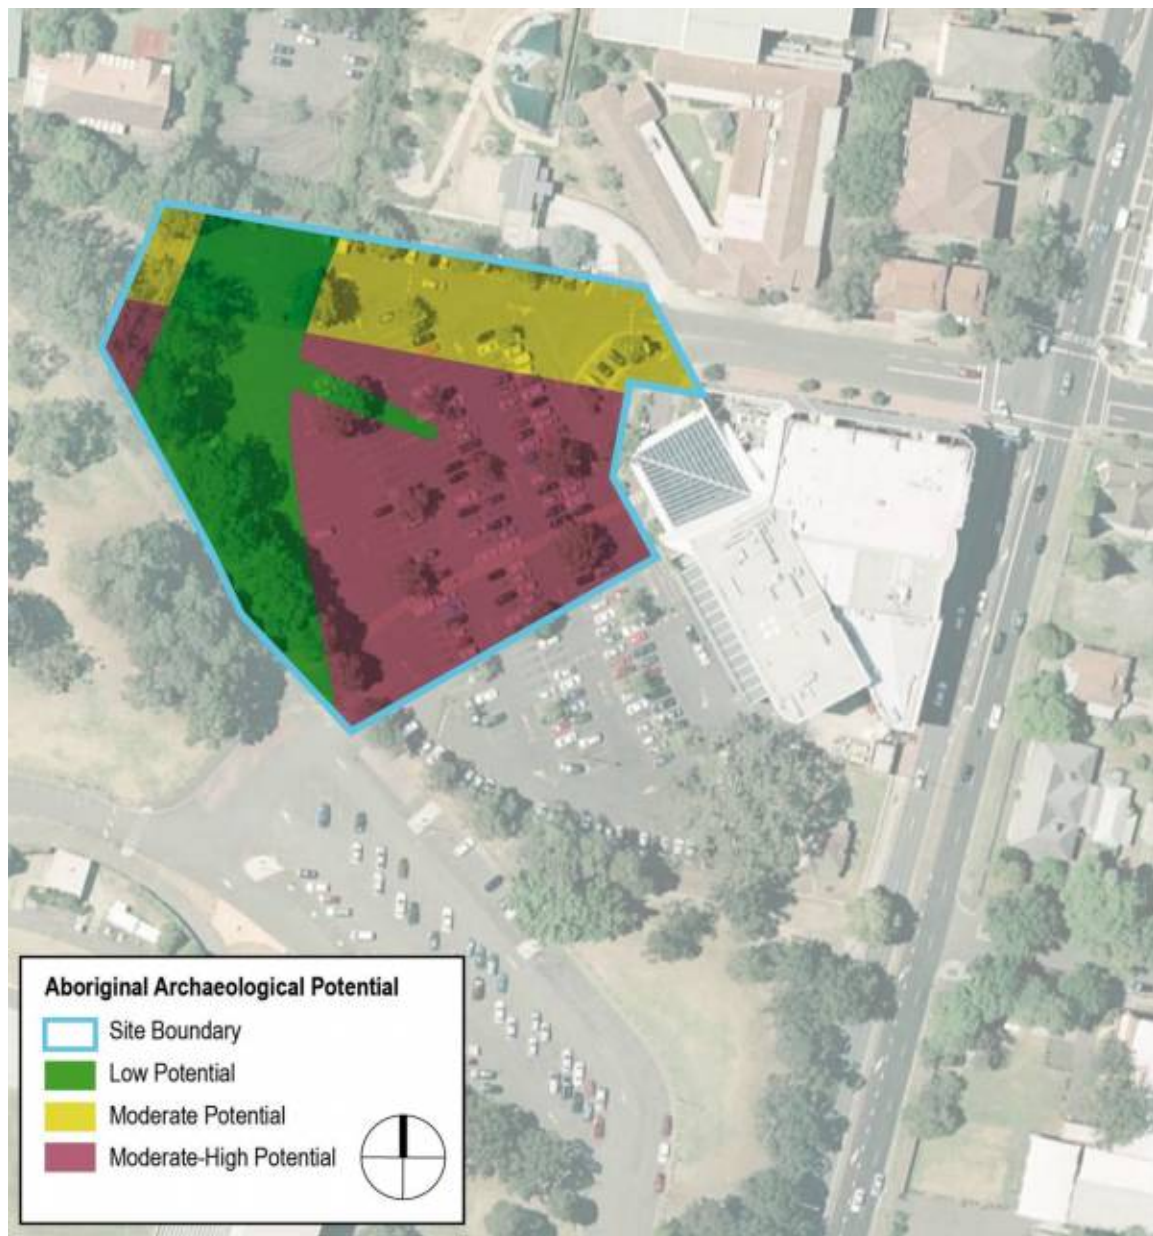 Aboriginal Archaeological Potential
Site Boundary
Low Potential
Moderate Potential
Moderate-High Potential